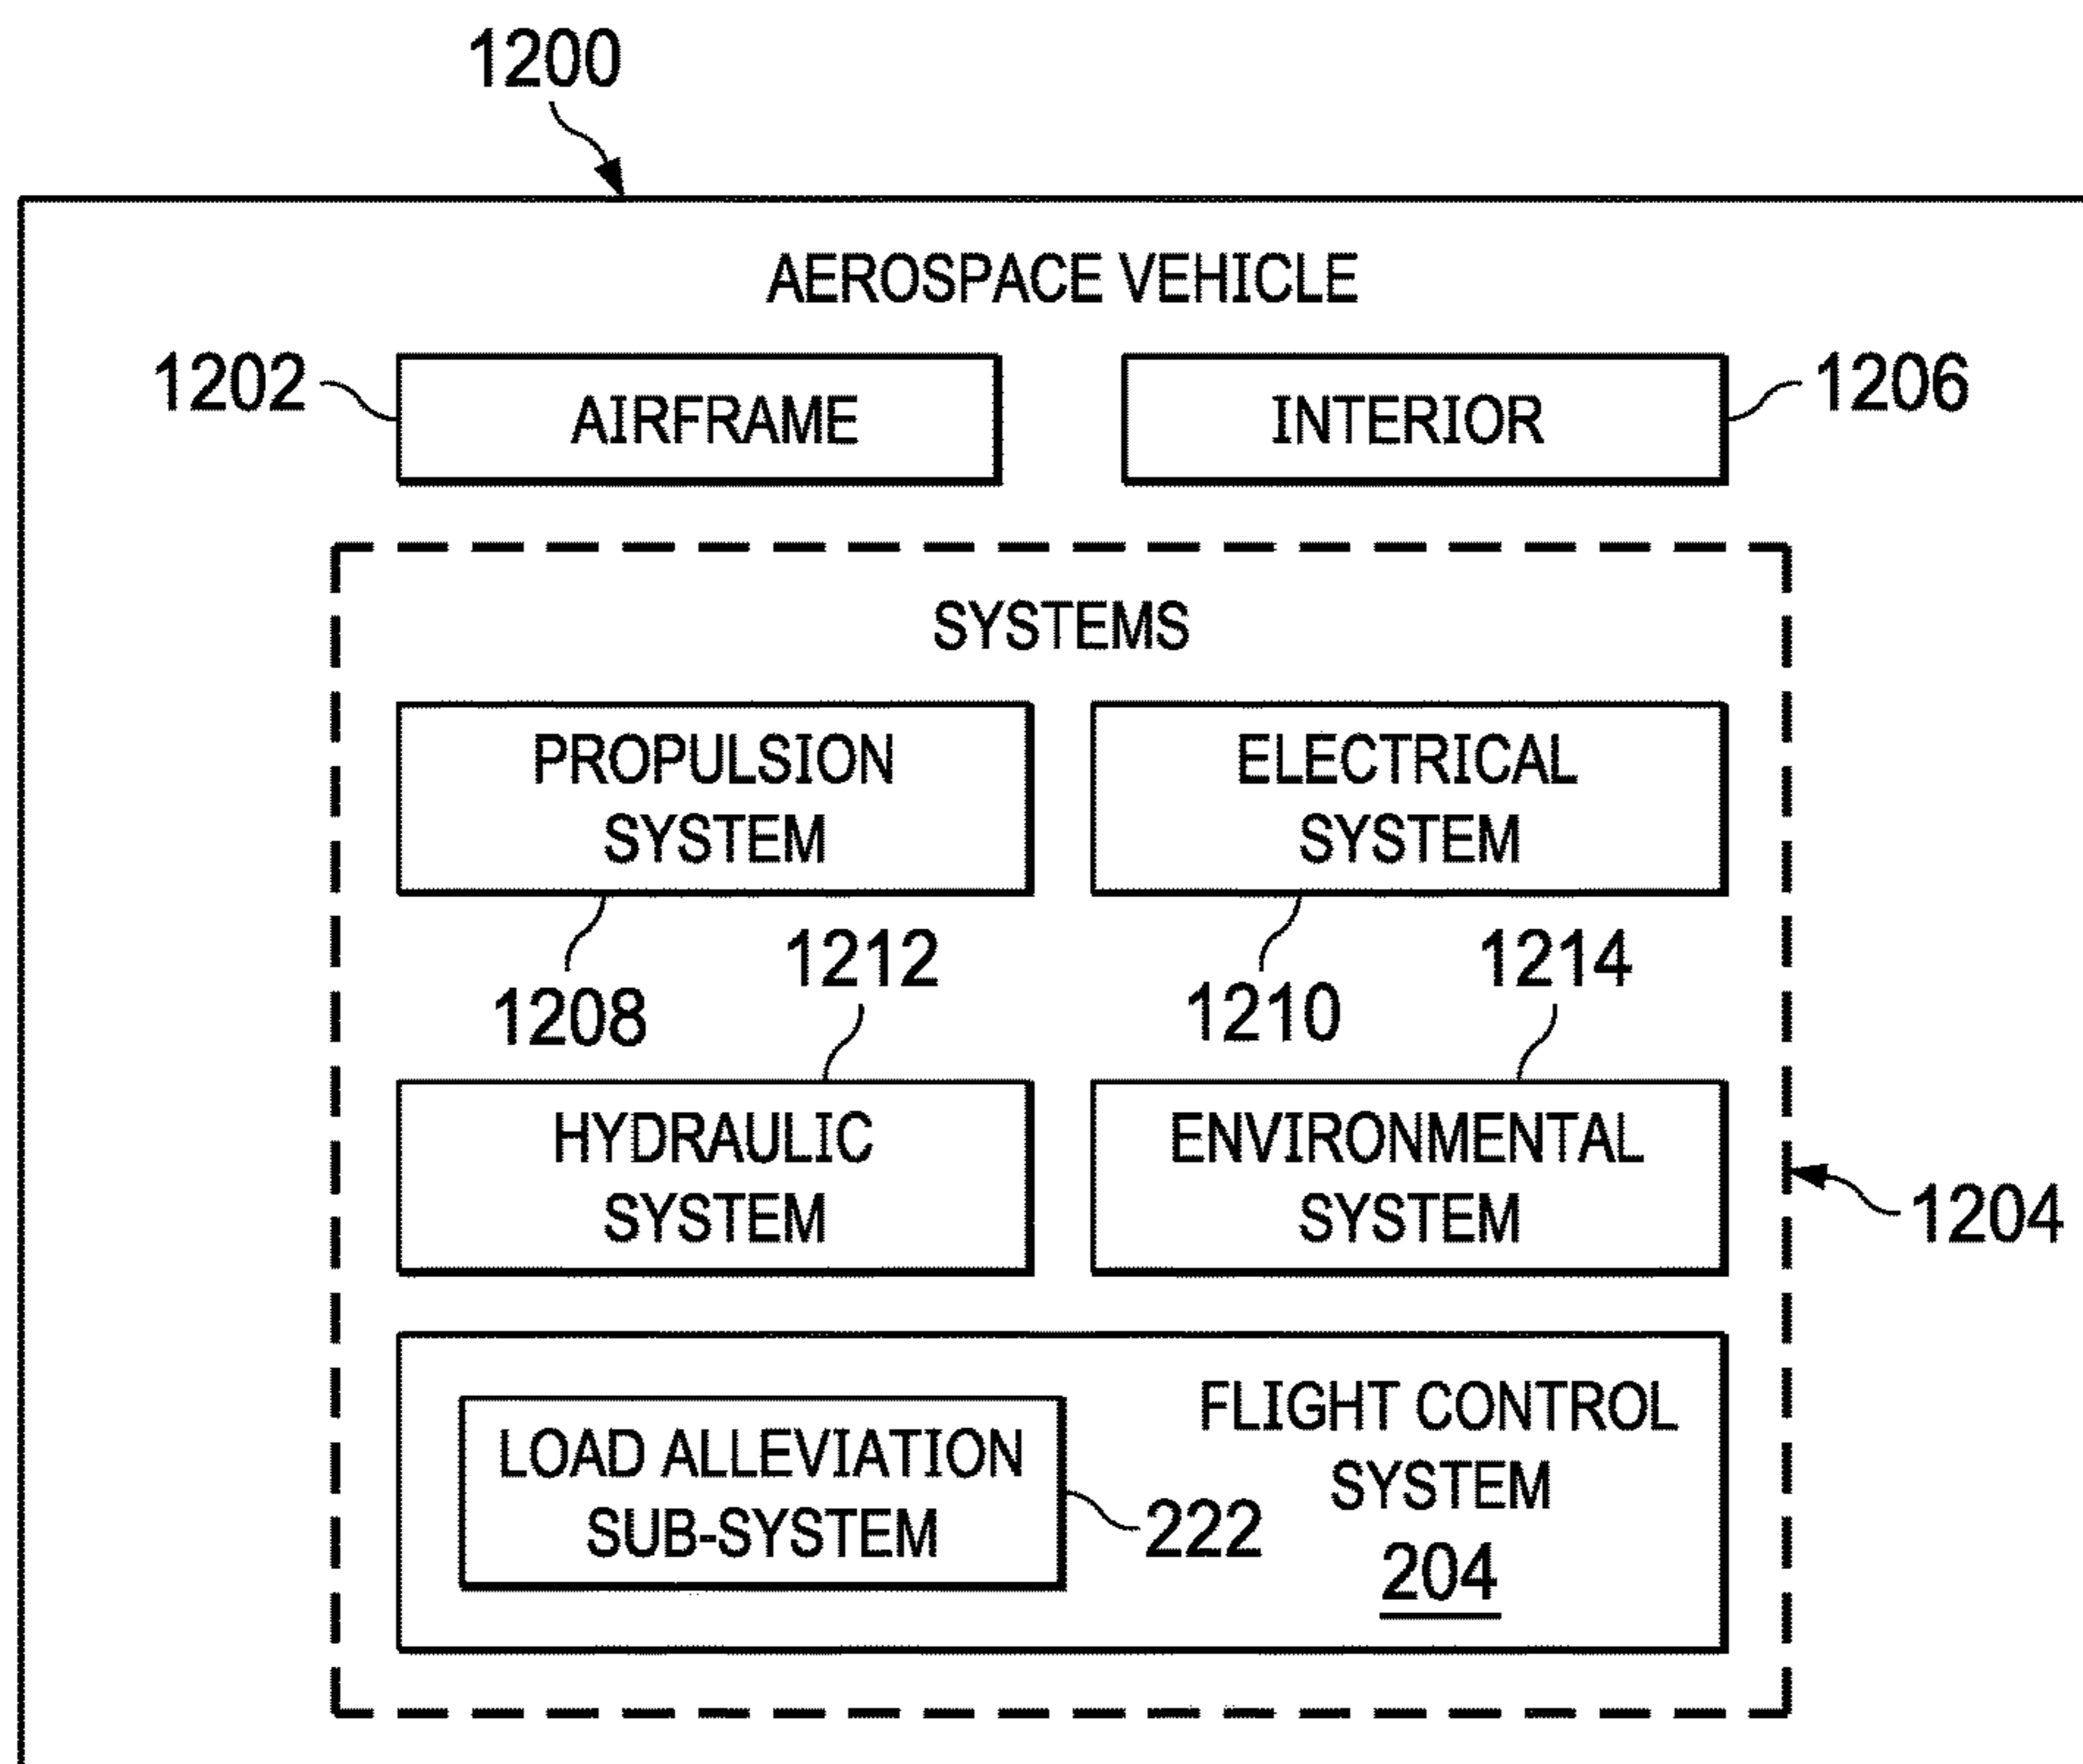 1200
AEROSPACE VEHICLE
1202
AIRFRAME
INTERIOR
1206
SYSTEMS
PROPULSION
SYSTEM
ELECTRICAL
SYSTEM
1208
1212
1210
1214
HYDRAULIC
SYSTEM
ENVIRONMENTAL
SYSTEM
1204
LOAD ALLEVIATION
SUB-SYSTEM
222
FLIGHT CONTROL
SYSTEM
204